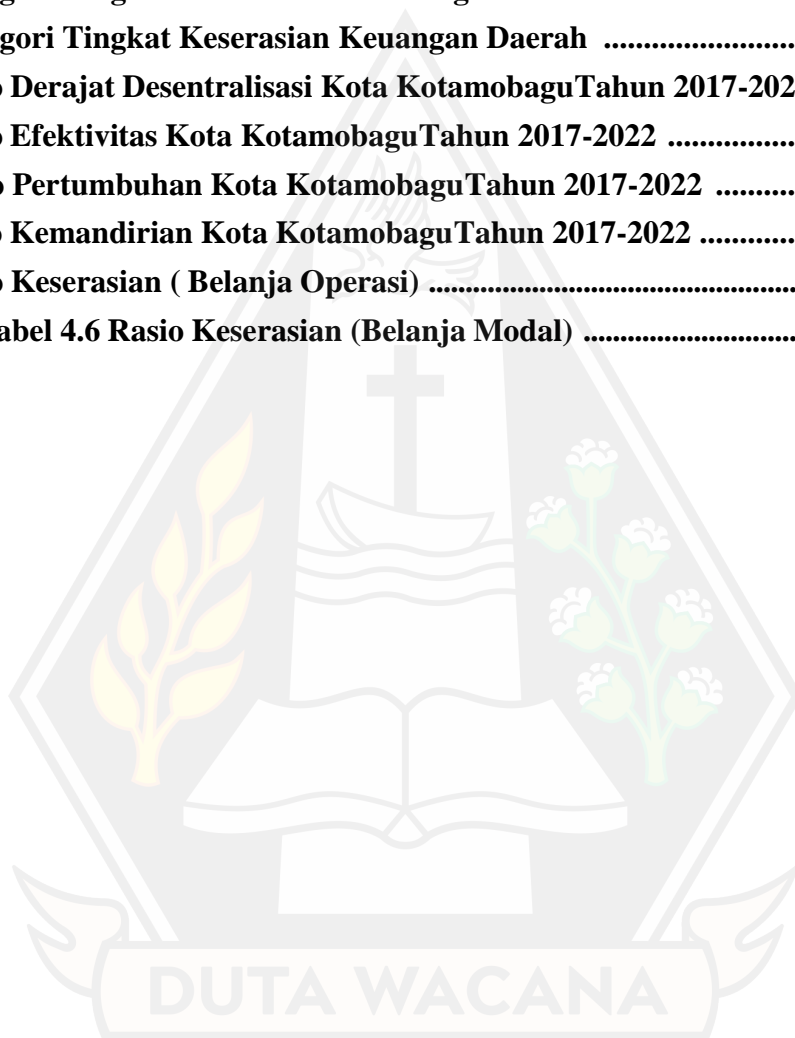 gori Tingkat Keserasian Keuangan Daerah ..........................
o Derajat Desentralisasi Kota KotamobaguTahun 2017-202
o Efektivitas Kota KotamobaguTahun 2017-2022 ................
o Pertumbuhan Kota KotamobaguTahun 2017-2022 ..........
o Kemandirian Kota KotamobaguTahun 2017-2022 ............
o Keserasian ( Belanja Operasi) ..................................................
abel 4.6 Rasio Keserasian (Belanja Modal) .............................
DUTA WACANA